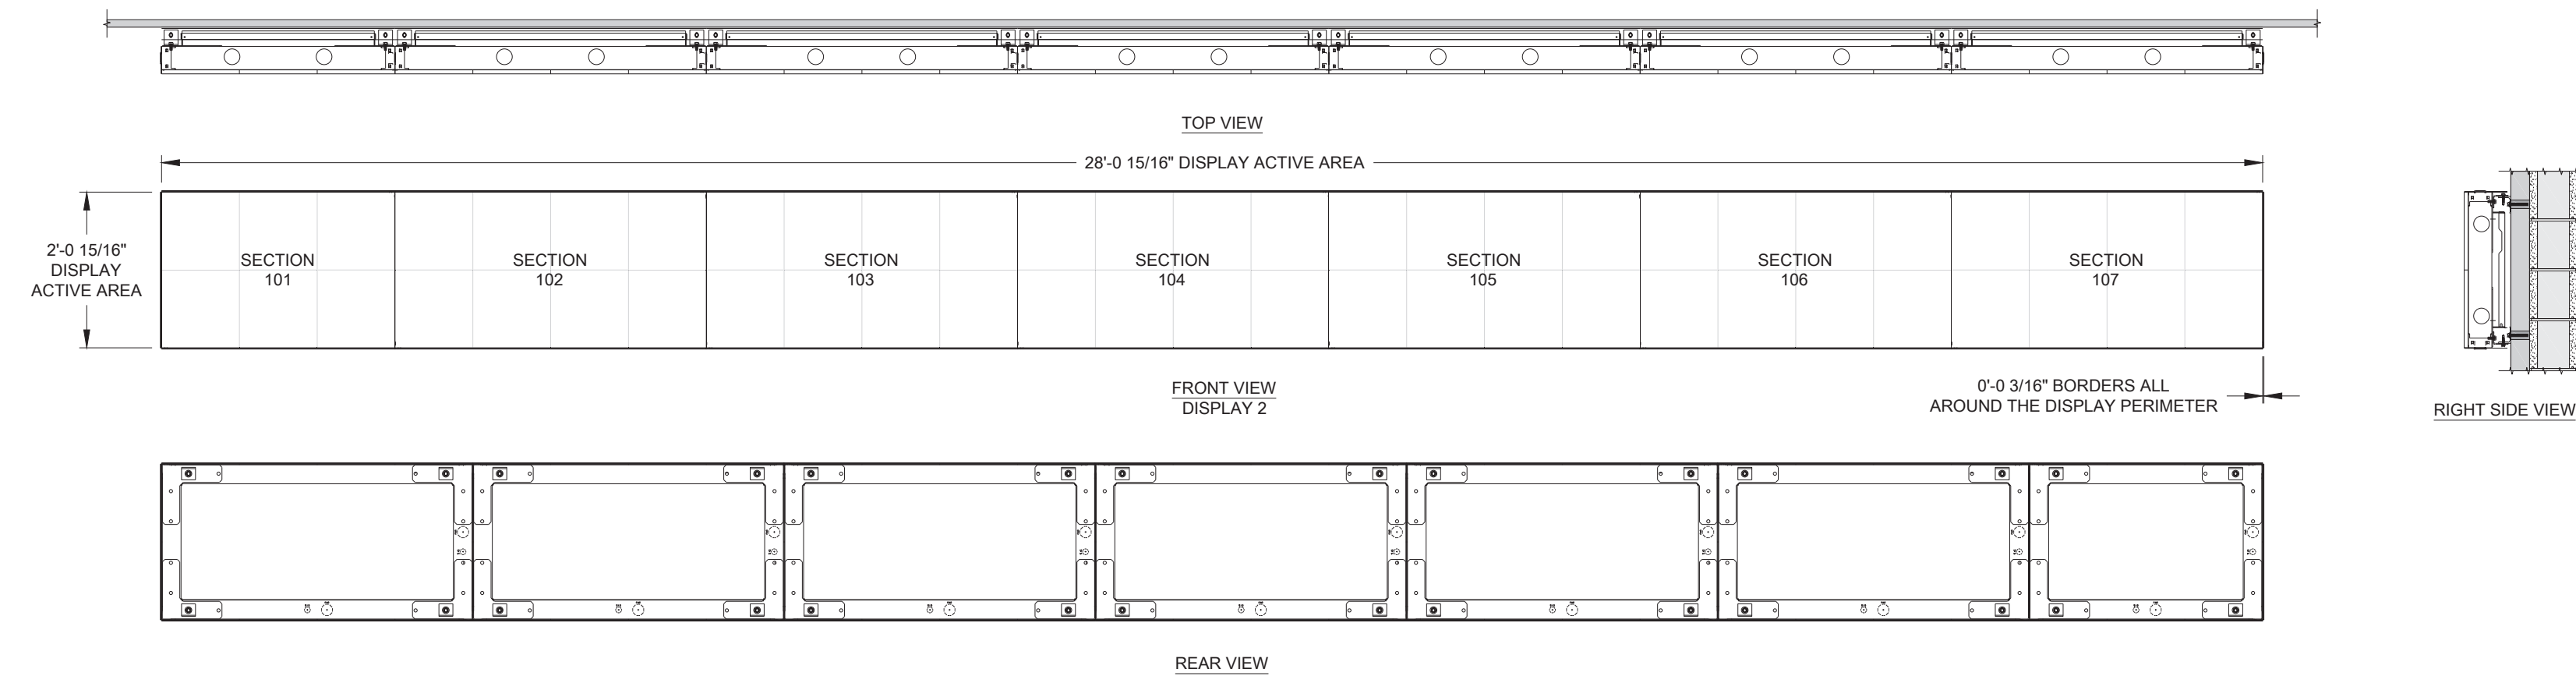 TOP VIEW
28'-0 15/16" DISPLAY ACTIVE AREA
2'-0 15/16"
DISPLAY
ACTIVE AREA
SECTION
101
SECTION
102
SECTION
103
SECTION
104
SECTION
105
SECTION
106
SECTION
107
FRONT VIEW
DISPLAY 2
0'-0 3/16" BORDERS ALL
AROUND THE DISPLAY PERIMETER
RIGHT SIDE VIEW
REAR VIEW